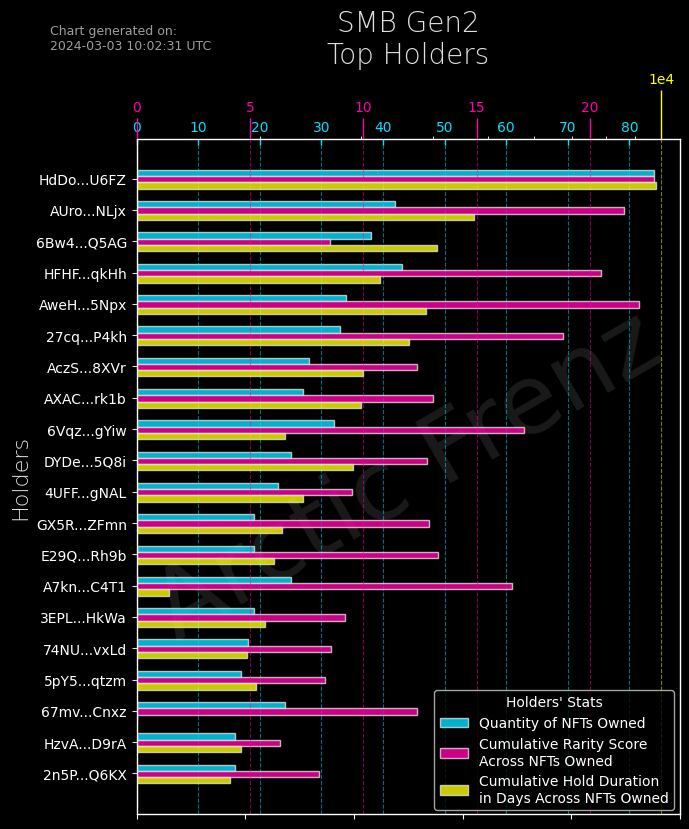 SMB Gen2
Top Holders
Chart generated on:
2024-03-03 10:02:31 UTC
1e4
0 5 10 15 20
0 10 20 30 40 50 60 70 80
Holders
HdDo...U6FZ
AUro...NLjx
6Bw4...Q5AG
HFHF...qkHh
AweH...5Npx
27cq...P4kh
AczS...8XVr
AXAC...rk1b
6Vqz...gYiw
DYDe...5Q8i
4UFF...gNAL
GX5R...ZFmn
E29Q...Rh9b
A7kn...C4T1
3EPL...HkWa
74NU...vxLd
5pY5...qtzm
67mv...Cnxz
HzvA...D9rA
2n5P...Q6KX
Arctic Frenz
Holders' Stats
Quantity of NFTs Owned
Cumulative Rarity Score
Across NFTs Owned
Cumulative Hold Duration
in Days Across NFTs Owned